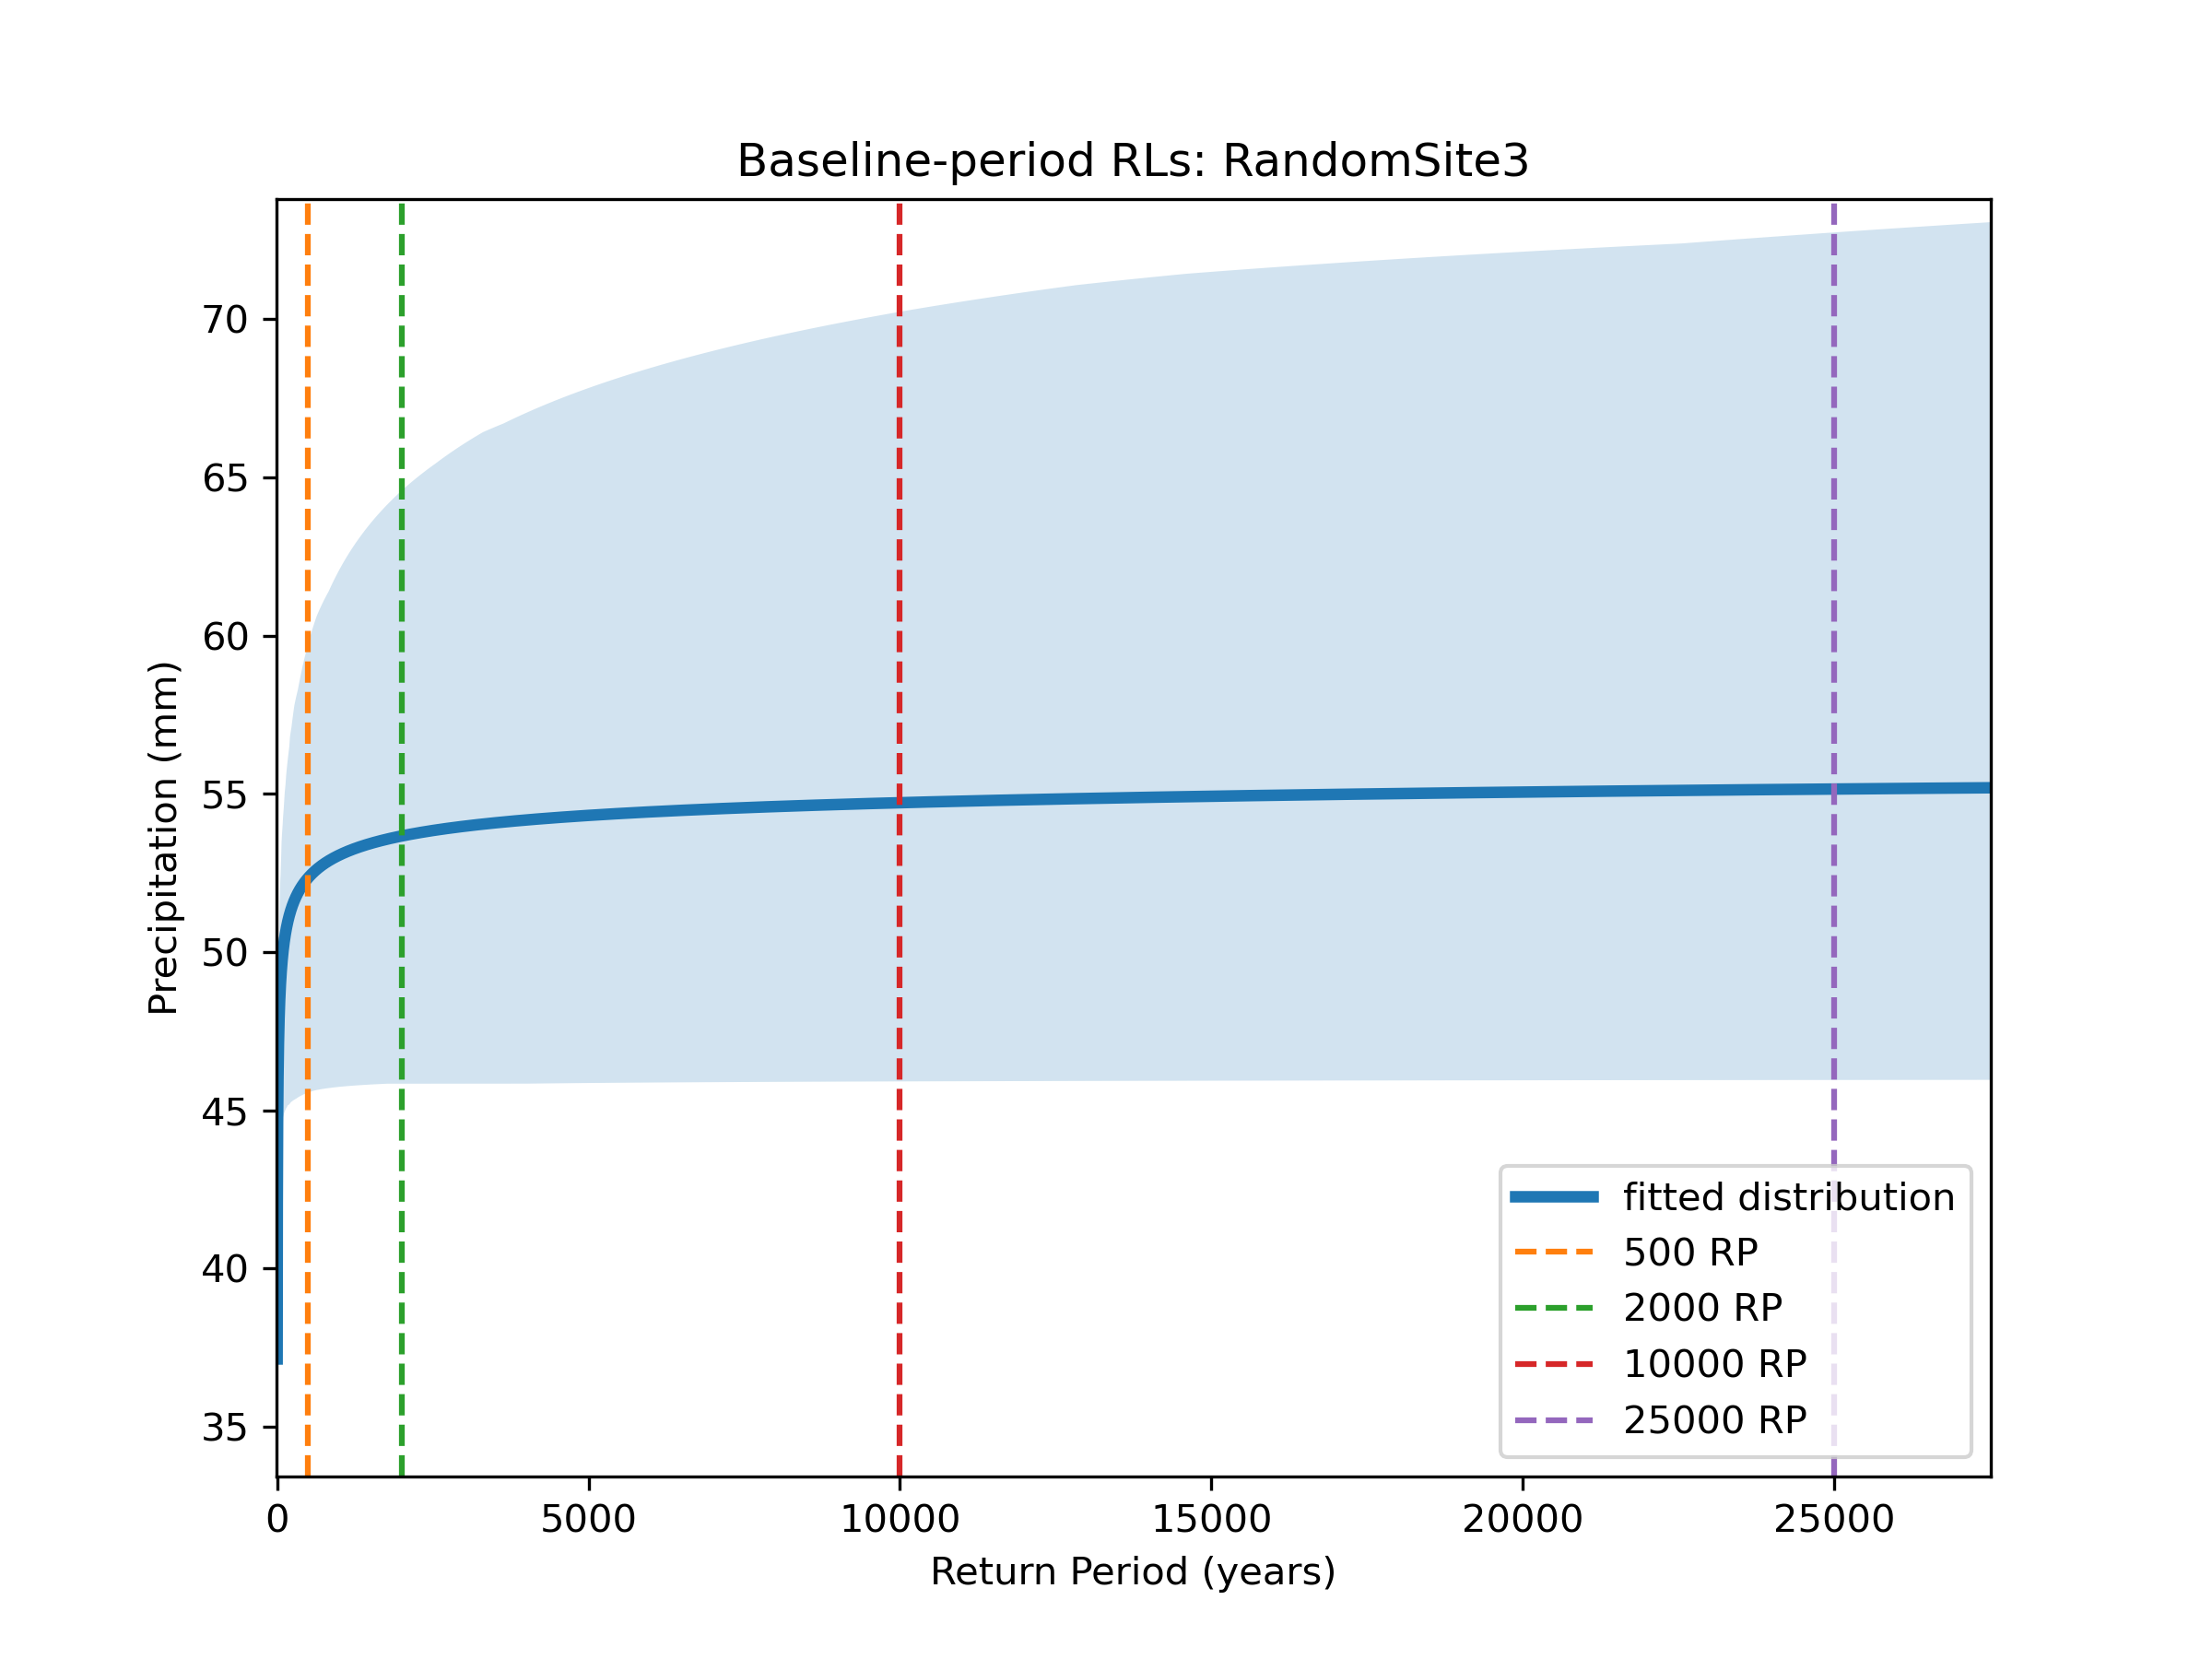 Baseline-period RLs: RandomSite3
Precipitation (mm)
70
65
60
55
50
45
40
35
fitted distribution
500 RP
2000 RP
10000 RP
25000 RP
0 5000 10000 15000 20000 25000
Return Period (years)